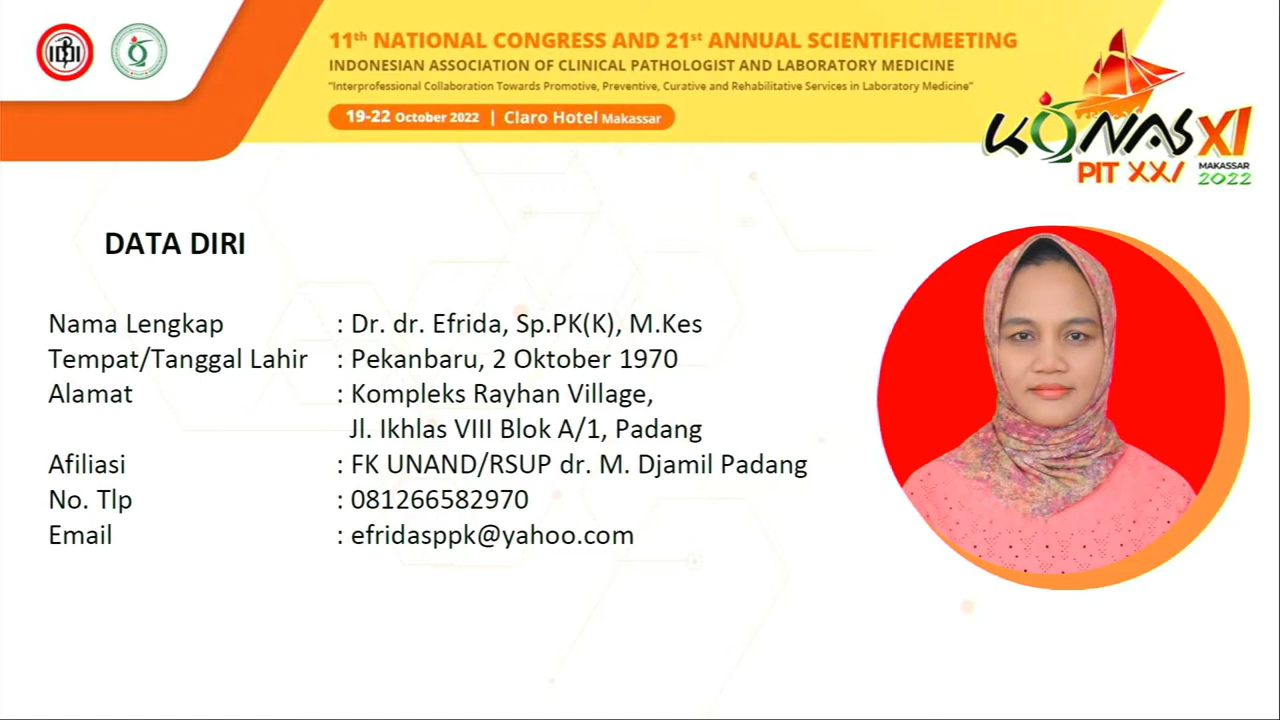 11th NATIONAL CONGRESS AND 21st ANNUAL SCIENTIFICMEETING
INDONESIAN ASSOCIATION OF CLINICAL PATHOLOGIST AND LABORATORY MEDICINE
"Interprofessional Collaboration Towards Promotive, Preventive, Curative and Rehabilitative Services in Laboratory Medicine"
19-22 October 2022 | Claro Hotel Makassar
KONAS XI
PIT XXI MAKASSAR 2022
DATA DIRI
Nama Lengkap : Dr. dr. Efrida, Sp.PK(K), M.Kes
Tempat/Tanggal Lahir : Pekanbaru, 2 Oktober 1970
Alamat : Kompleks Rayhan Village,
Jl. Ikhlas VIII Blok A/1, Padang
Afiliasi : FK UNAND/RSUP dr. M. Djamil Padang
No. Tlp : 081266582970
Email : efridasppk@yahoo.com